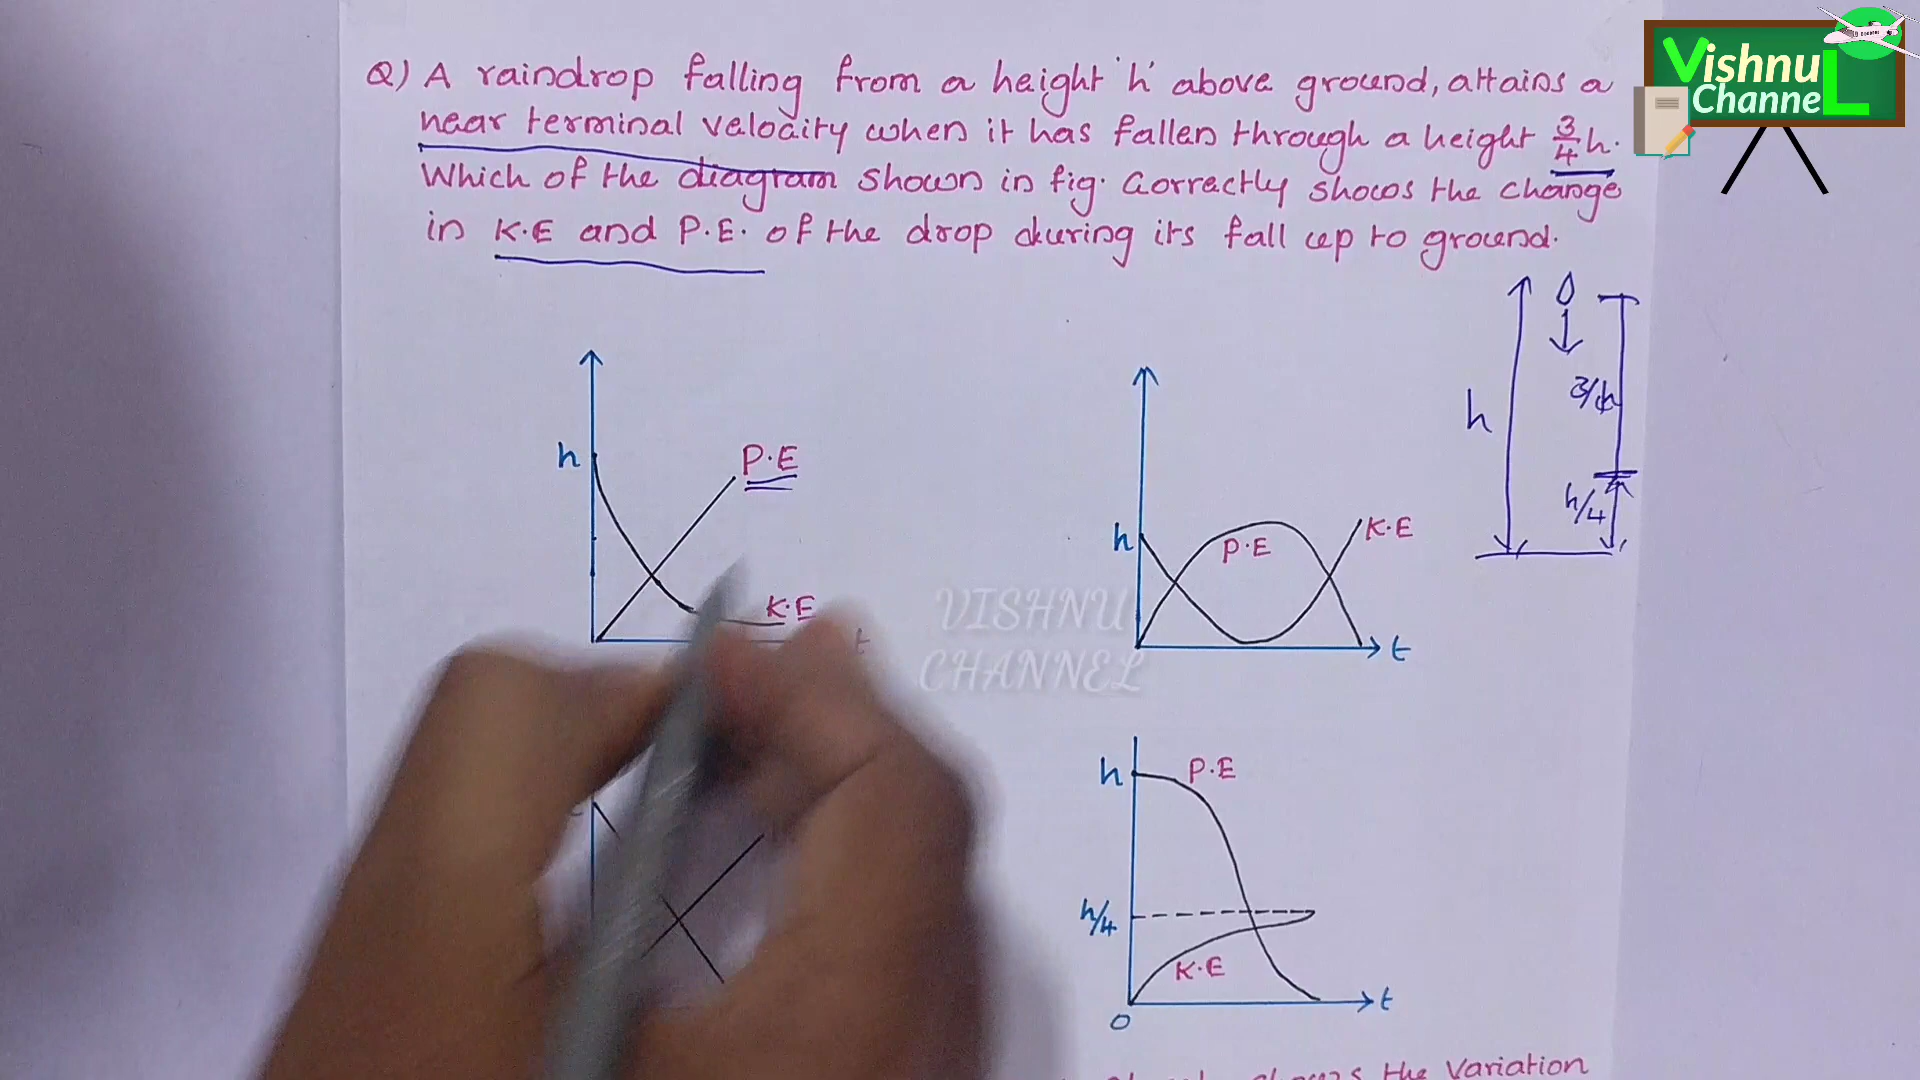 Vishnu
ChanneL
Q) A raindrop falling from a height 'h' above ground, attains a
near terminal velocity when it has fallen through a height 3/4 h.
Which of the diagram shown in fig. correctly shows the change
in K.E and P.E. of the drop during its fall up to ground.
h
P.E
K.E
t
h
P.E
K.E
t
h
h/4
VISHNU
CHANNEL
h
P.E
h/4
K.E
t
0
shows the Variation